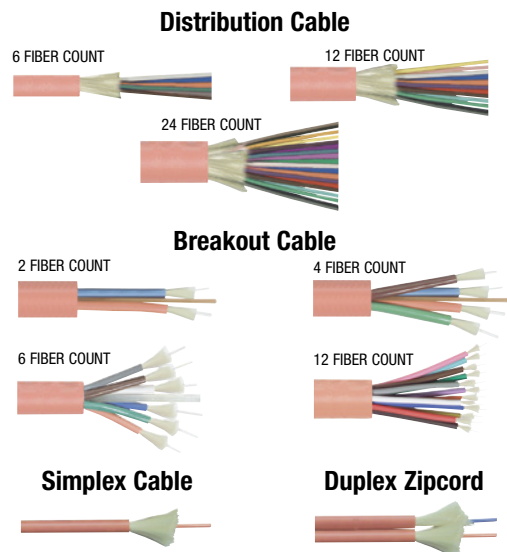 Distribution Cable
6 FIBER COUNT
12 FIBER COUNT
24 FIBER COUNT
Breakout Cable
2 FIBER COUNT
4 FIBER COUNT
6 FIBER COUNT
12 FIBER COUNT
Simplex Cable
Duplex Zipcord